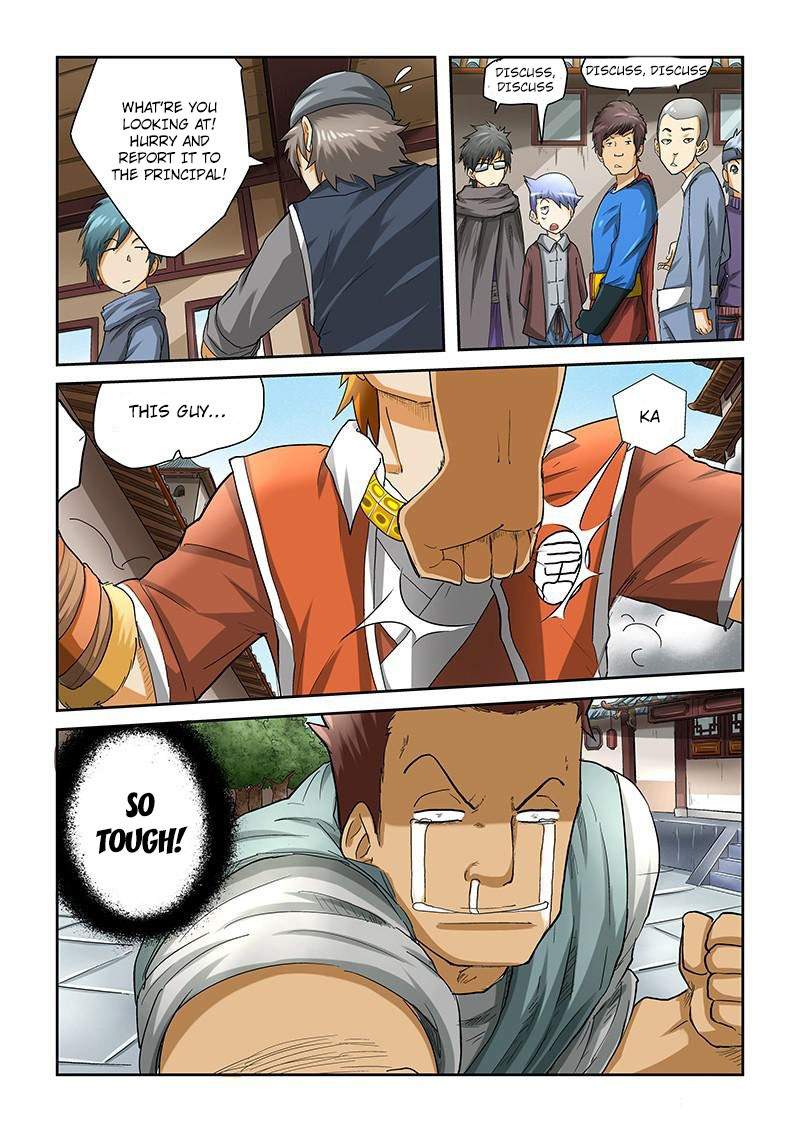 WHAT'RE YOU
LOOKING AT!
HURRY AND
REPORT IT TO
THE PRINCIPAL!
DISCUSS,
DISCUSS
DISCUSS, DISCUSS
THIS GUY...
KA
SO
TOUGH!